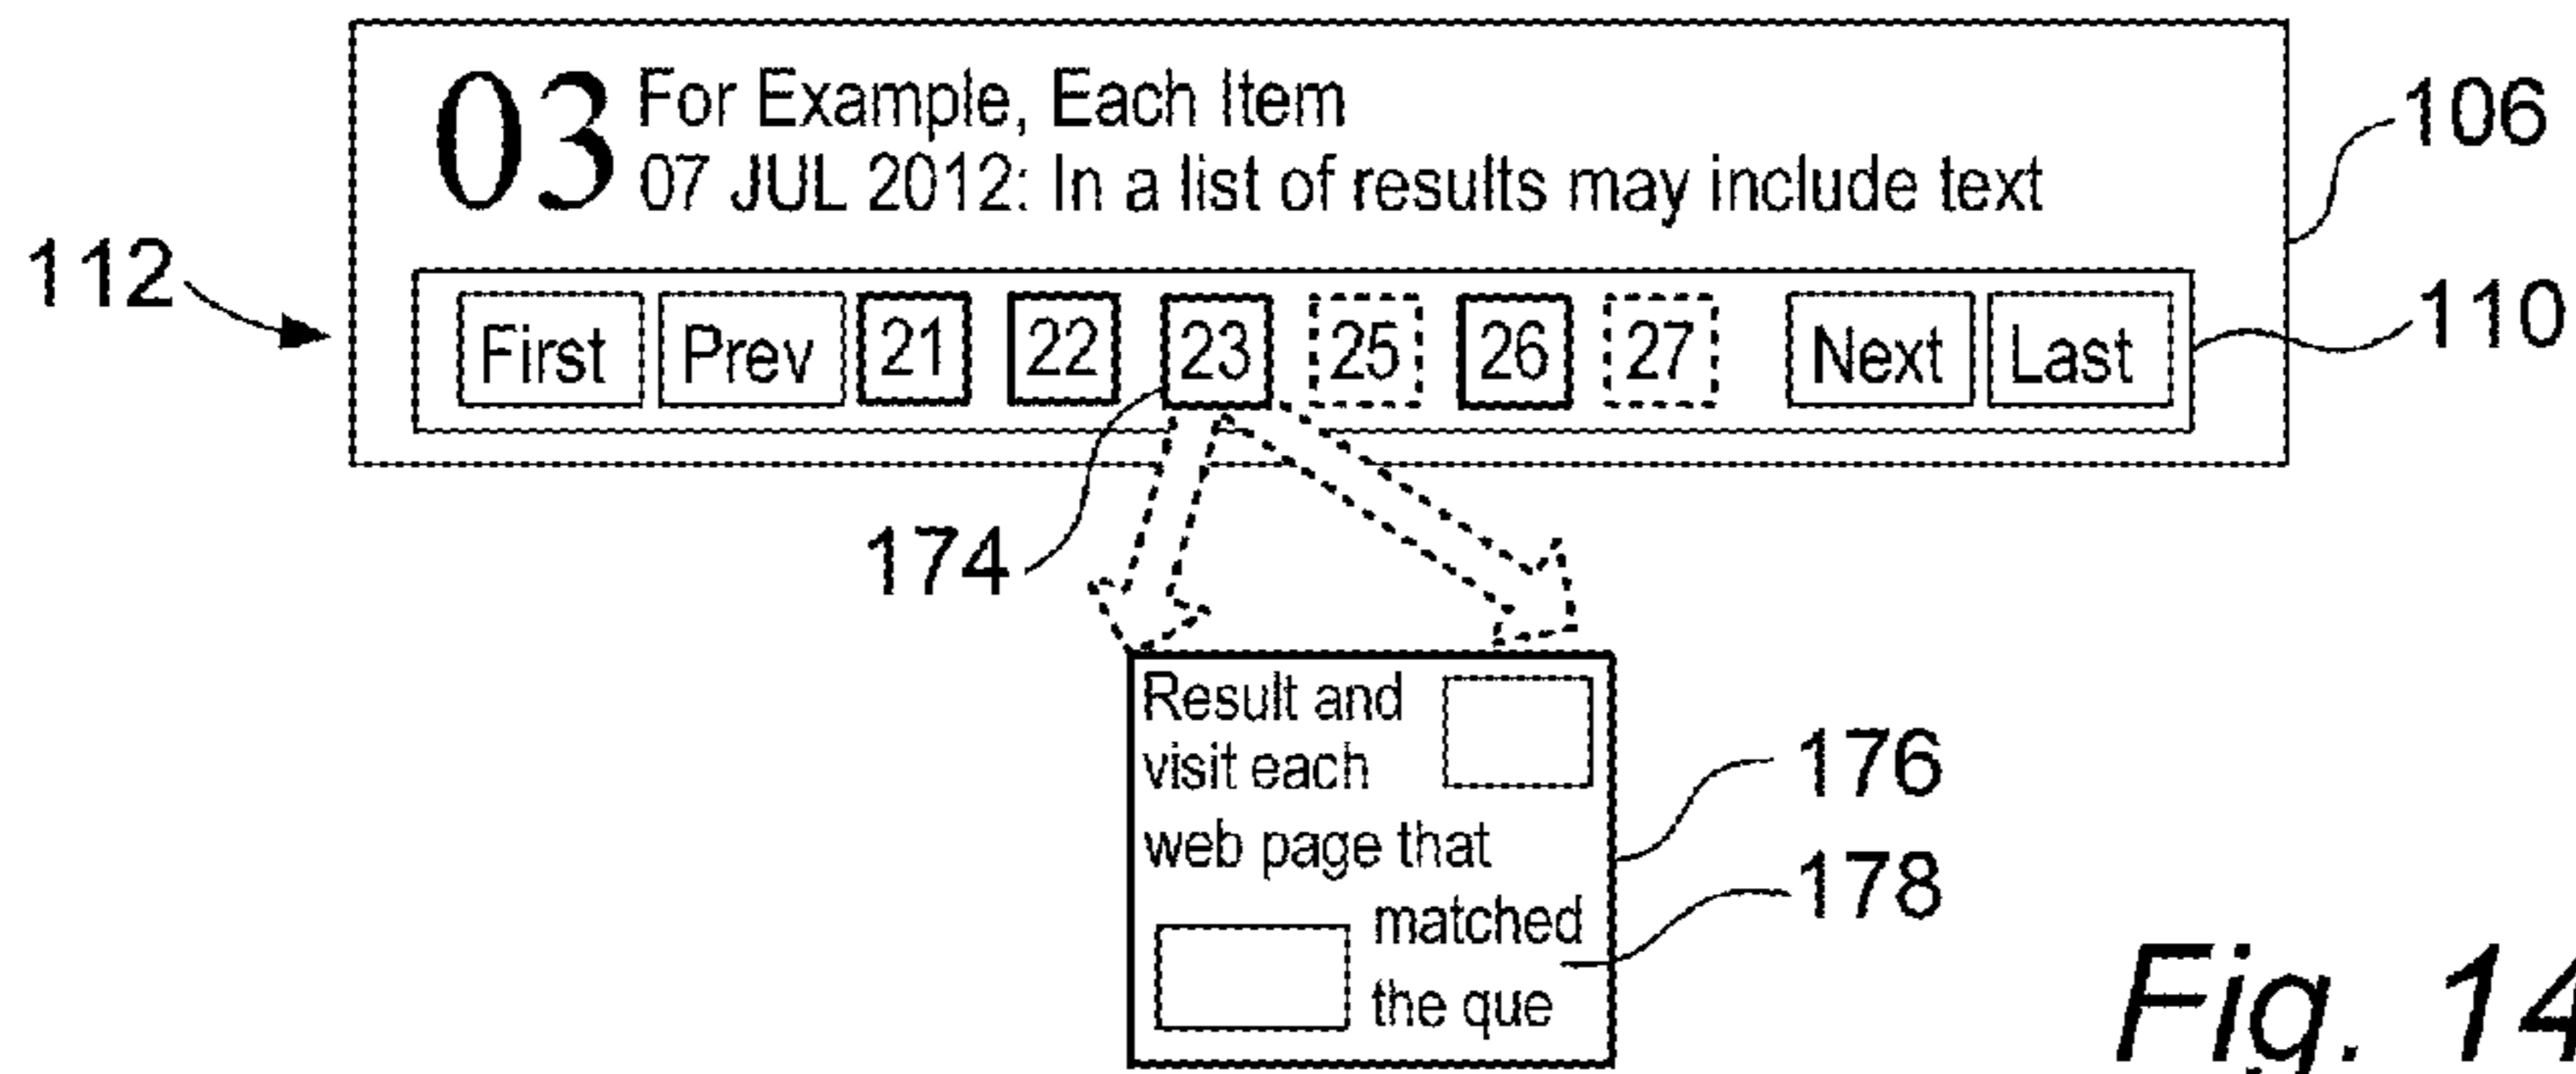 03 For Example, Each Item
07 JUL 2012: In a list of results may include text
106
112
First Prev 21 22 23 25 26 27 Next Last
110
174
Result and
visit each
web page that
matched
the que
176
178
Fig. 14